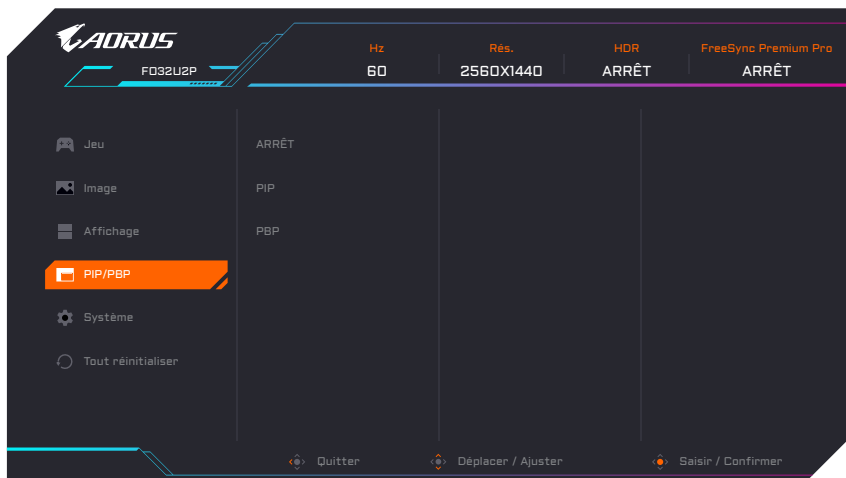 AORUS
FO32U2P
Hz
60
Rés.
2560X1440
HDR
ARRÊT
FreeSync Premium Pro
ARRÊT
Jeu
Image
Affichage
PIP/PBP
Système
Tout réinitialiser
ARRÊT
PIP
PBP
Quitter
Déplacer / Ajuster
Saisir / Confirmer